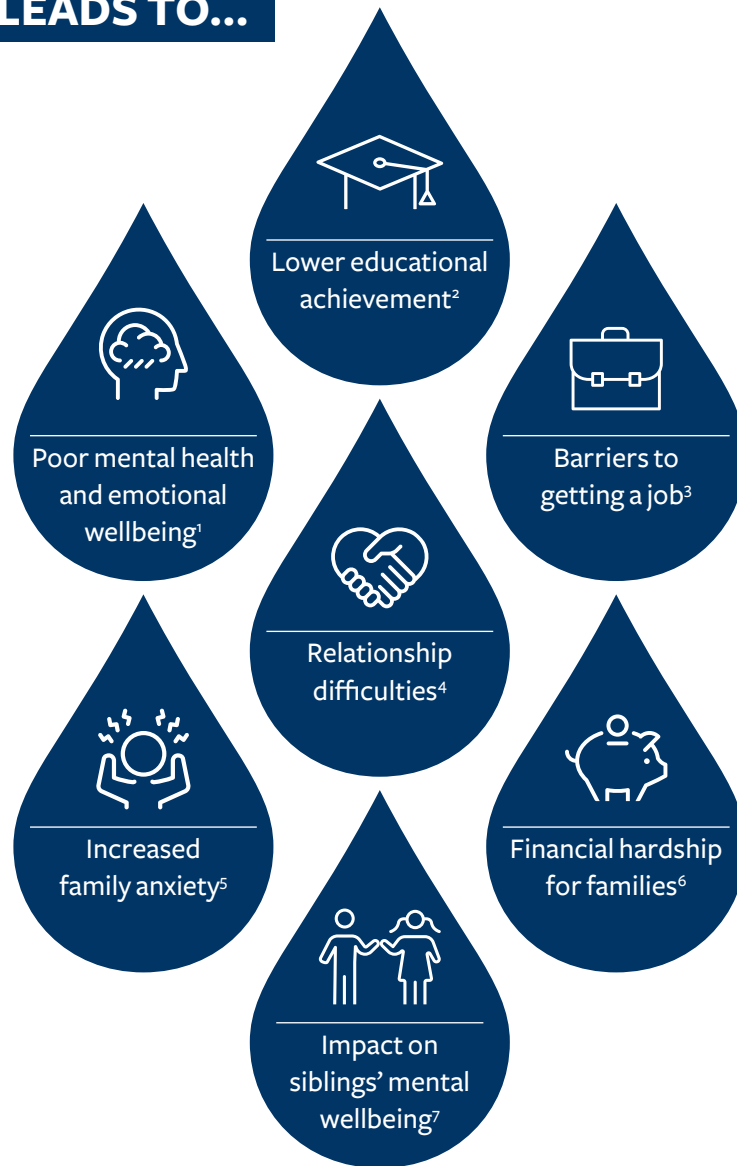 LEADS TO...
Lower educational
achievement²
Poor mental health
and emotional
wellbeing¹
Barriers to
getting a job³
Relationship
difficulties⁴
Increased
family anxiety⁵
Financial hardship
for families⁶
Impact on
siblings’ mental
wellbeing⁷